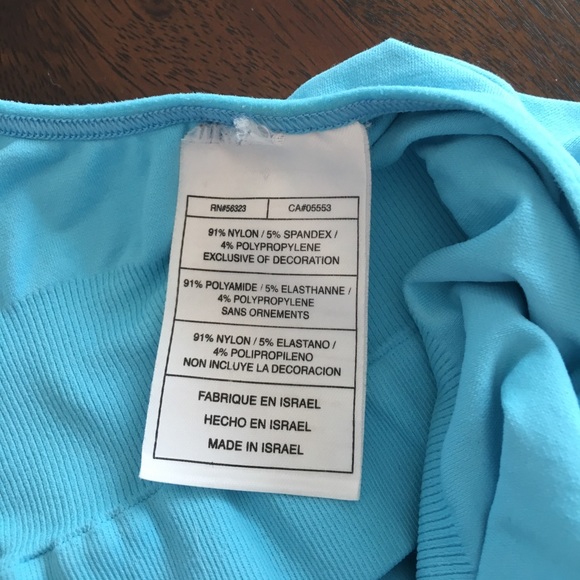 RN#56323 CA#05553
91% NYLON / 5% SPANDEX /
4% POLYPROPYLENE
EXCLUSIVE OF DECORATION
91% POLYAMIDE / 5% ELASTHANNE /
4% POLYPROPYLENE
SANS ORNEMENTS
91% NYLON / 5% ELASTANO /
4% POLIPROPILENO
NON INCLUYE LA DECORACION
FABRIQUE EN ISRAEL
HECHO EN ISRAEL
MADE IN ISRAEL